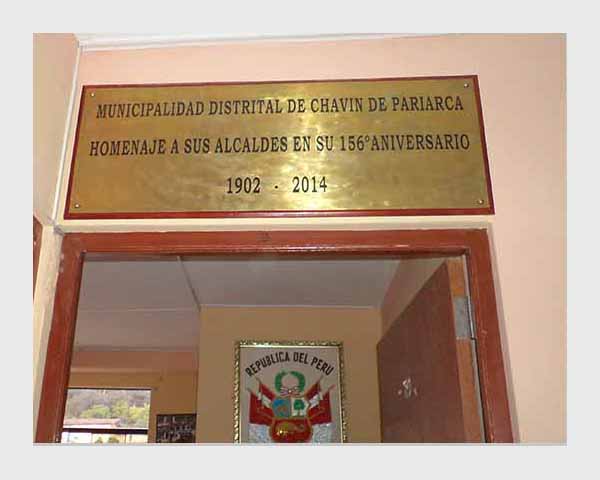 MUNICIPALIDAD DISTRITAL DE CHAVIN DE PARIARCA
HOMENAJE A SUS ALCALDES EN SU 156°ANIVERSARIO
1902 - 2014
REPUBLICA DEL PERU